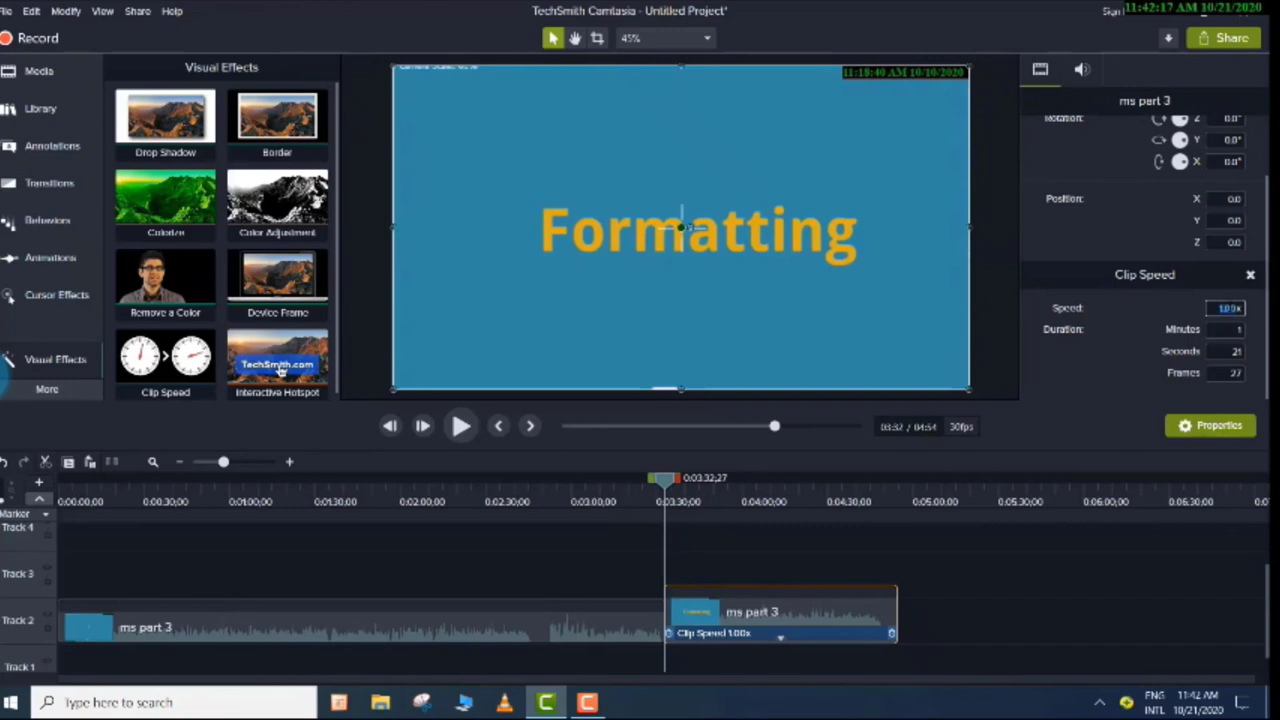 File Edit Modify View Share Help
TechSmith Camtasia - Untitled Project*
11:42:17 AM 10/21/2020
Record
45%
Share
Media
Library
Annotations
Transitions
Behaviors
Animations
Cursor Effects
Visual Effects
More
Visual Effects
Drop Shadow
Border
Colorize
Color Adjustment
Remove a Color
Device Frame
TechSmith.com
Clip Speed
Interactive Hotspot
11:18:40 AM 10/10/2020
Formatting
ms part 3
Rotation: Z 0.0°
Y 0.0°
X 0.0°
Position: X 0.0
Y 0.0
Z 0.0
Clip Speed
Speed: 1.00x
Duration: Minutes 1
Seconds 21
Frames 27
03:32 / 04:54 30fps
Properties
0:03:32;27
0:00:00;00 0:00:30;00 0:01:00;00 0:01:30;00 0:02:00;00 0:02:30;00 0:03:00;00 0:03:30;00 0:04:00;00 0:04:30;00 0:05:00;00 0:05:30;00 0:06:00;00 0:06:30;00
Marker
Track 4
Track 3
Track 2
ms part 3
ms part 3
Clip Speed 1.00x
Track 1
Type here to search
ENG 11:42 AM
INTL 10/21/2020